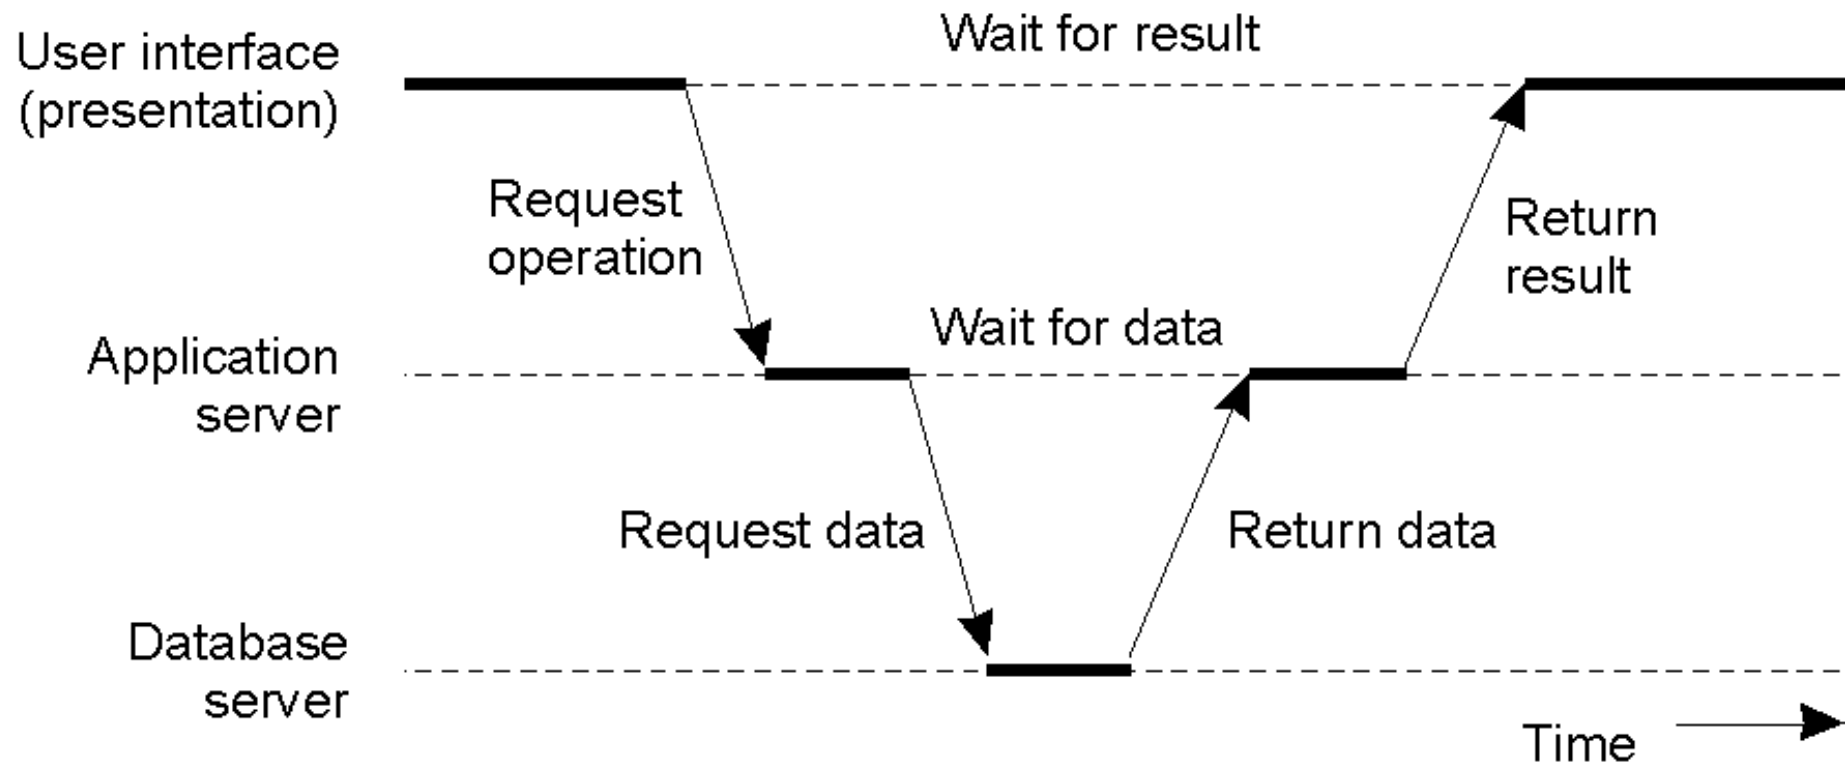 User interface
(presentation)
Wait for result
Request
operation
Return
result
Wait for data
Application
server
Request data
Return data
Database
server
Time